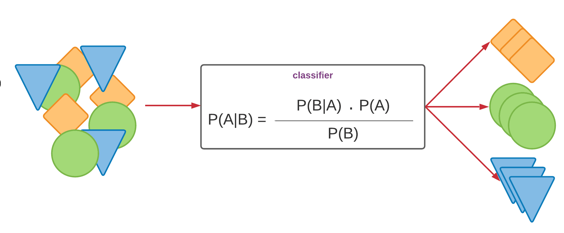 classifier
P(B|A) . P(A)
P(A|B) =
P(B)